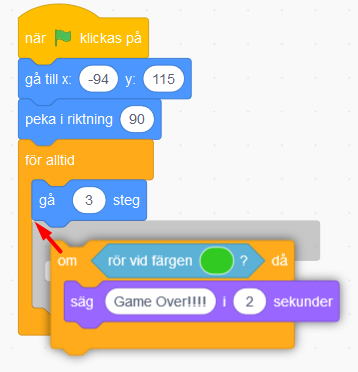 när klickas på
gå till x: -94 y: 115
peka i riktning 90
för alltid
gå 3 steg
om rör vid färgen ? då
säg Game Over!!!! i 2 sekunder